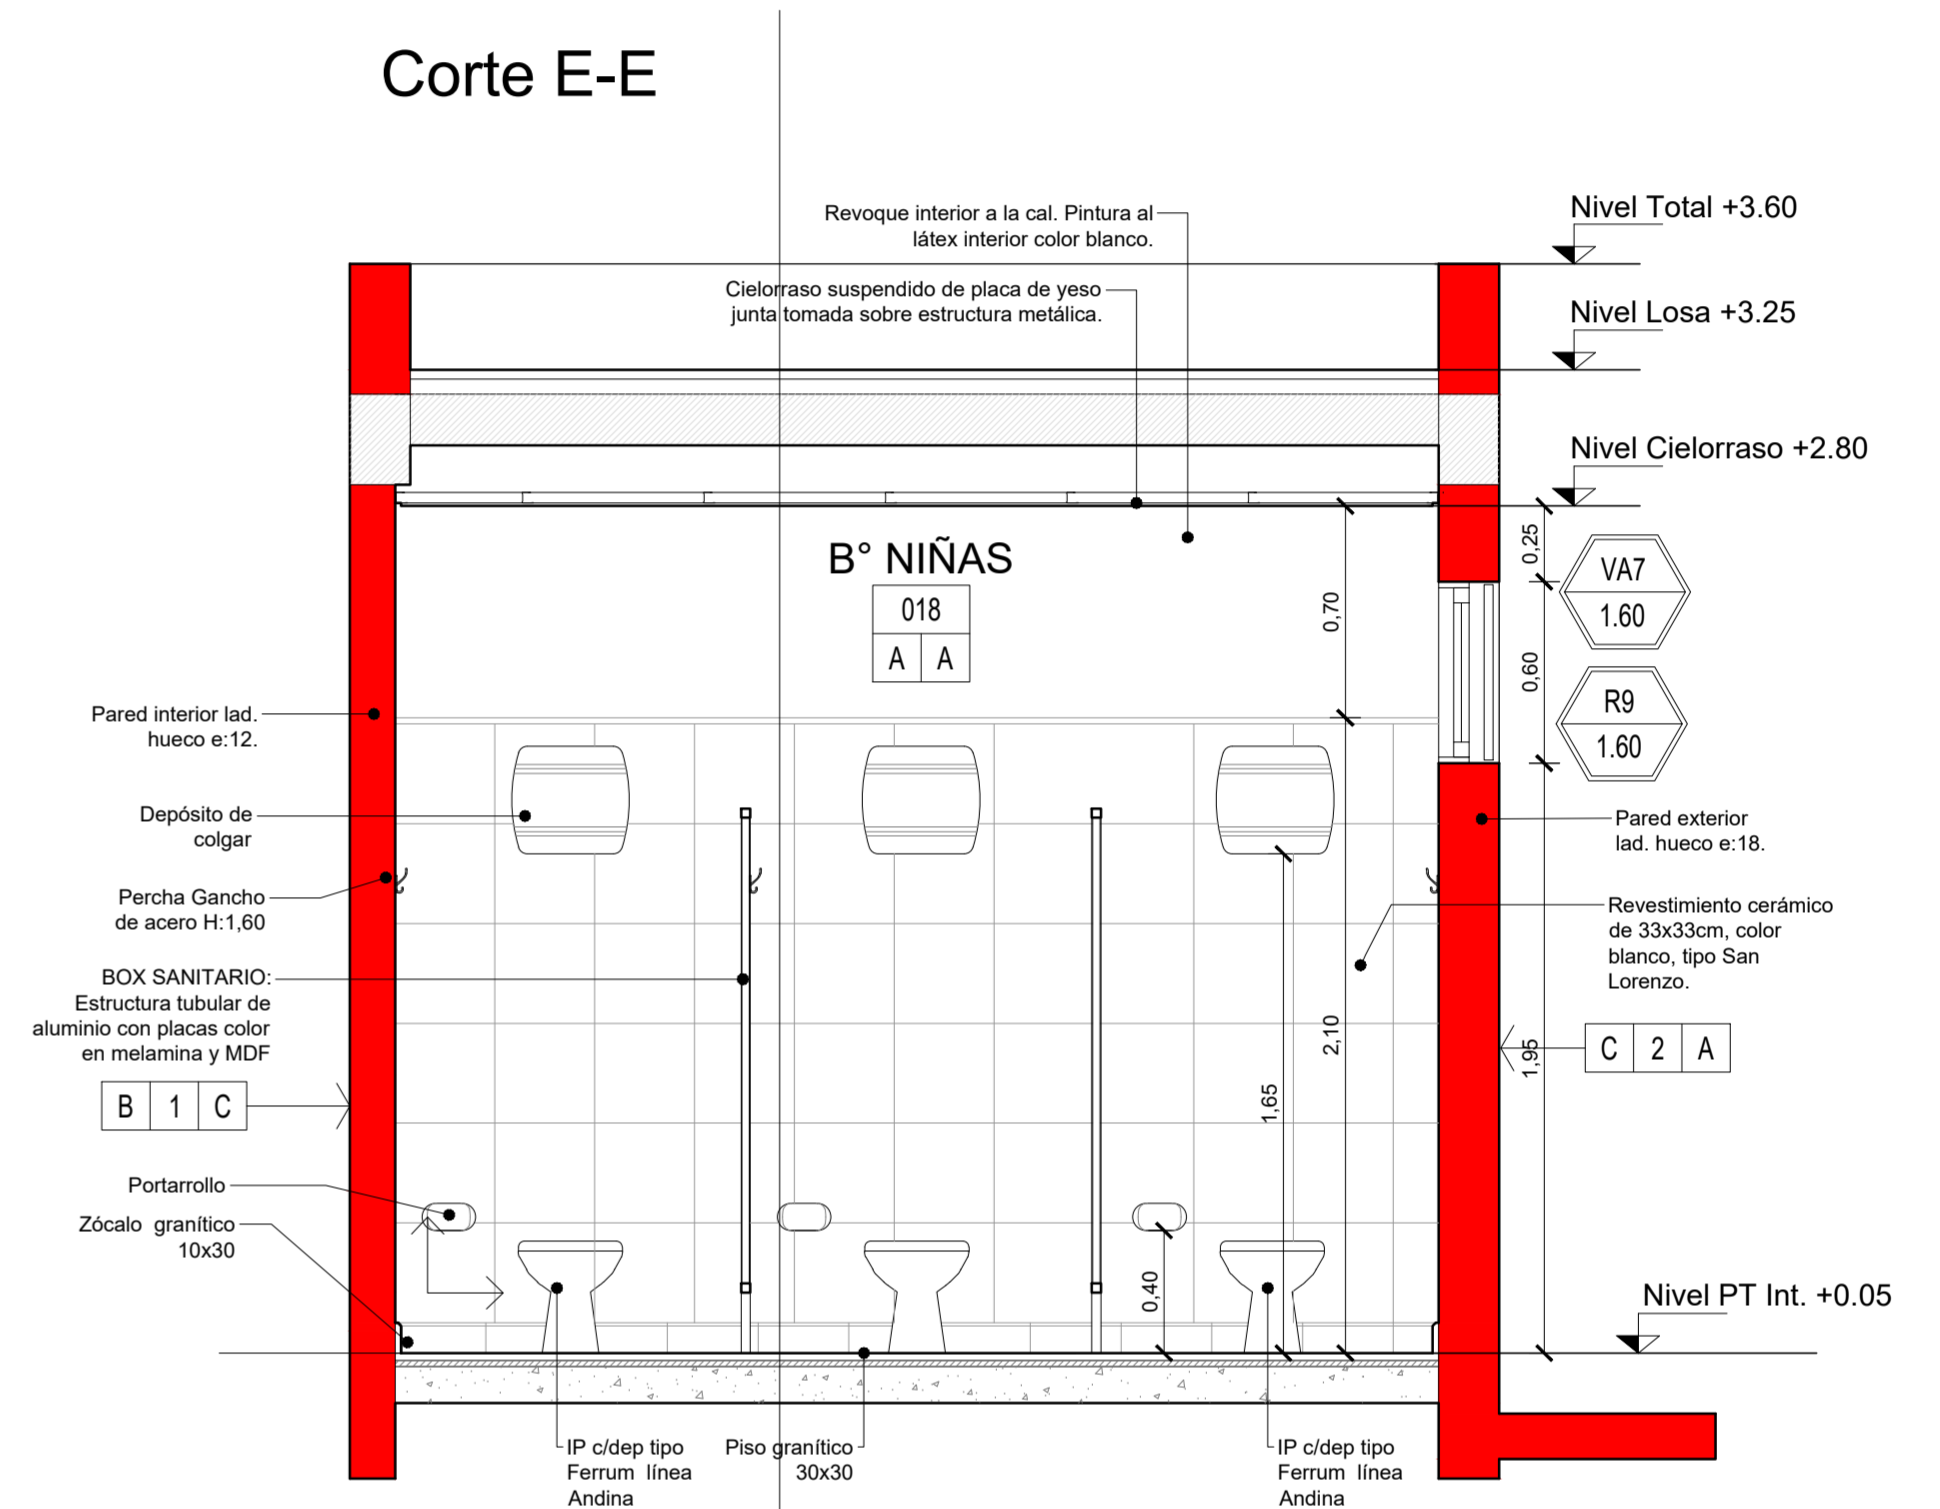 Corte E-E
Nivel Total +3.60
Revoque interior a la cal. Pintura al
látex interior color blanco.
Cielorraso suspendido de placa de yeso
junta tomada sobre estructura metálica.
Nivel Losa +3.25
Nivel Cielorraso +2.80
B° NIÑAS
018
A A
0,25
VA7
1.60
0,70
0,60
R9
1.60
Pared interior lad.
hueco e:12.
Depósito de
colgar
Pared exterior
lad. hueco e:18.
Percha Gancho
de acero H:1,60
Revestimiento cerámico
de 33x33cm, color
blanco, tipo San
Lorenzo.
BOX SANITARIO:
Estructura tubular de
aluminio con placas color
en melamina y MDF
2,10
1,95
C 2 A
B 1 C
1,65
Portarrollo
Zócalo granítico
10x30
0,40
Nivel PT Int. +0.05
IP c/dep tipo
Ferrum línea
Andina
Piso granítico
30x30
IP c/dep tipo
Ferrum línea
Andina